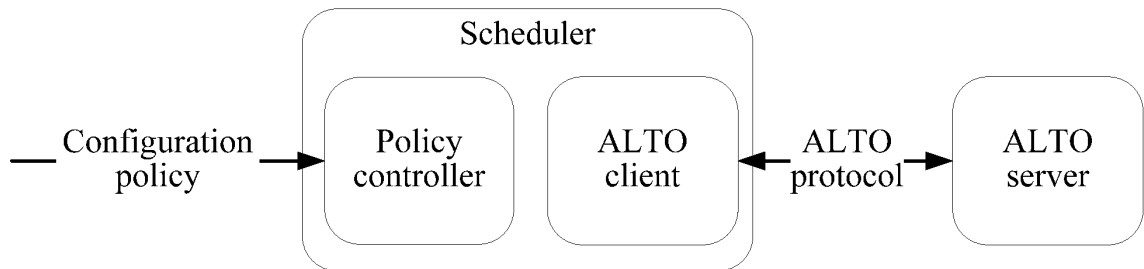 Scheduler
Configuration
policy
Policy
controller
ALTO
client
ALTO
protocol
ALTO
server